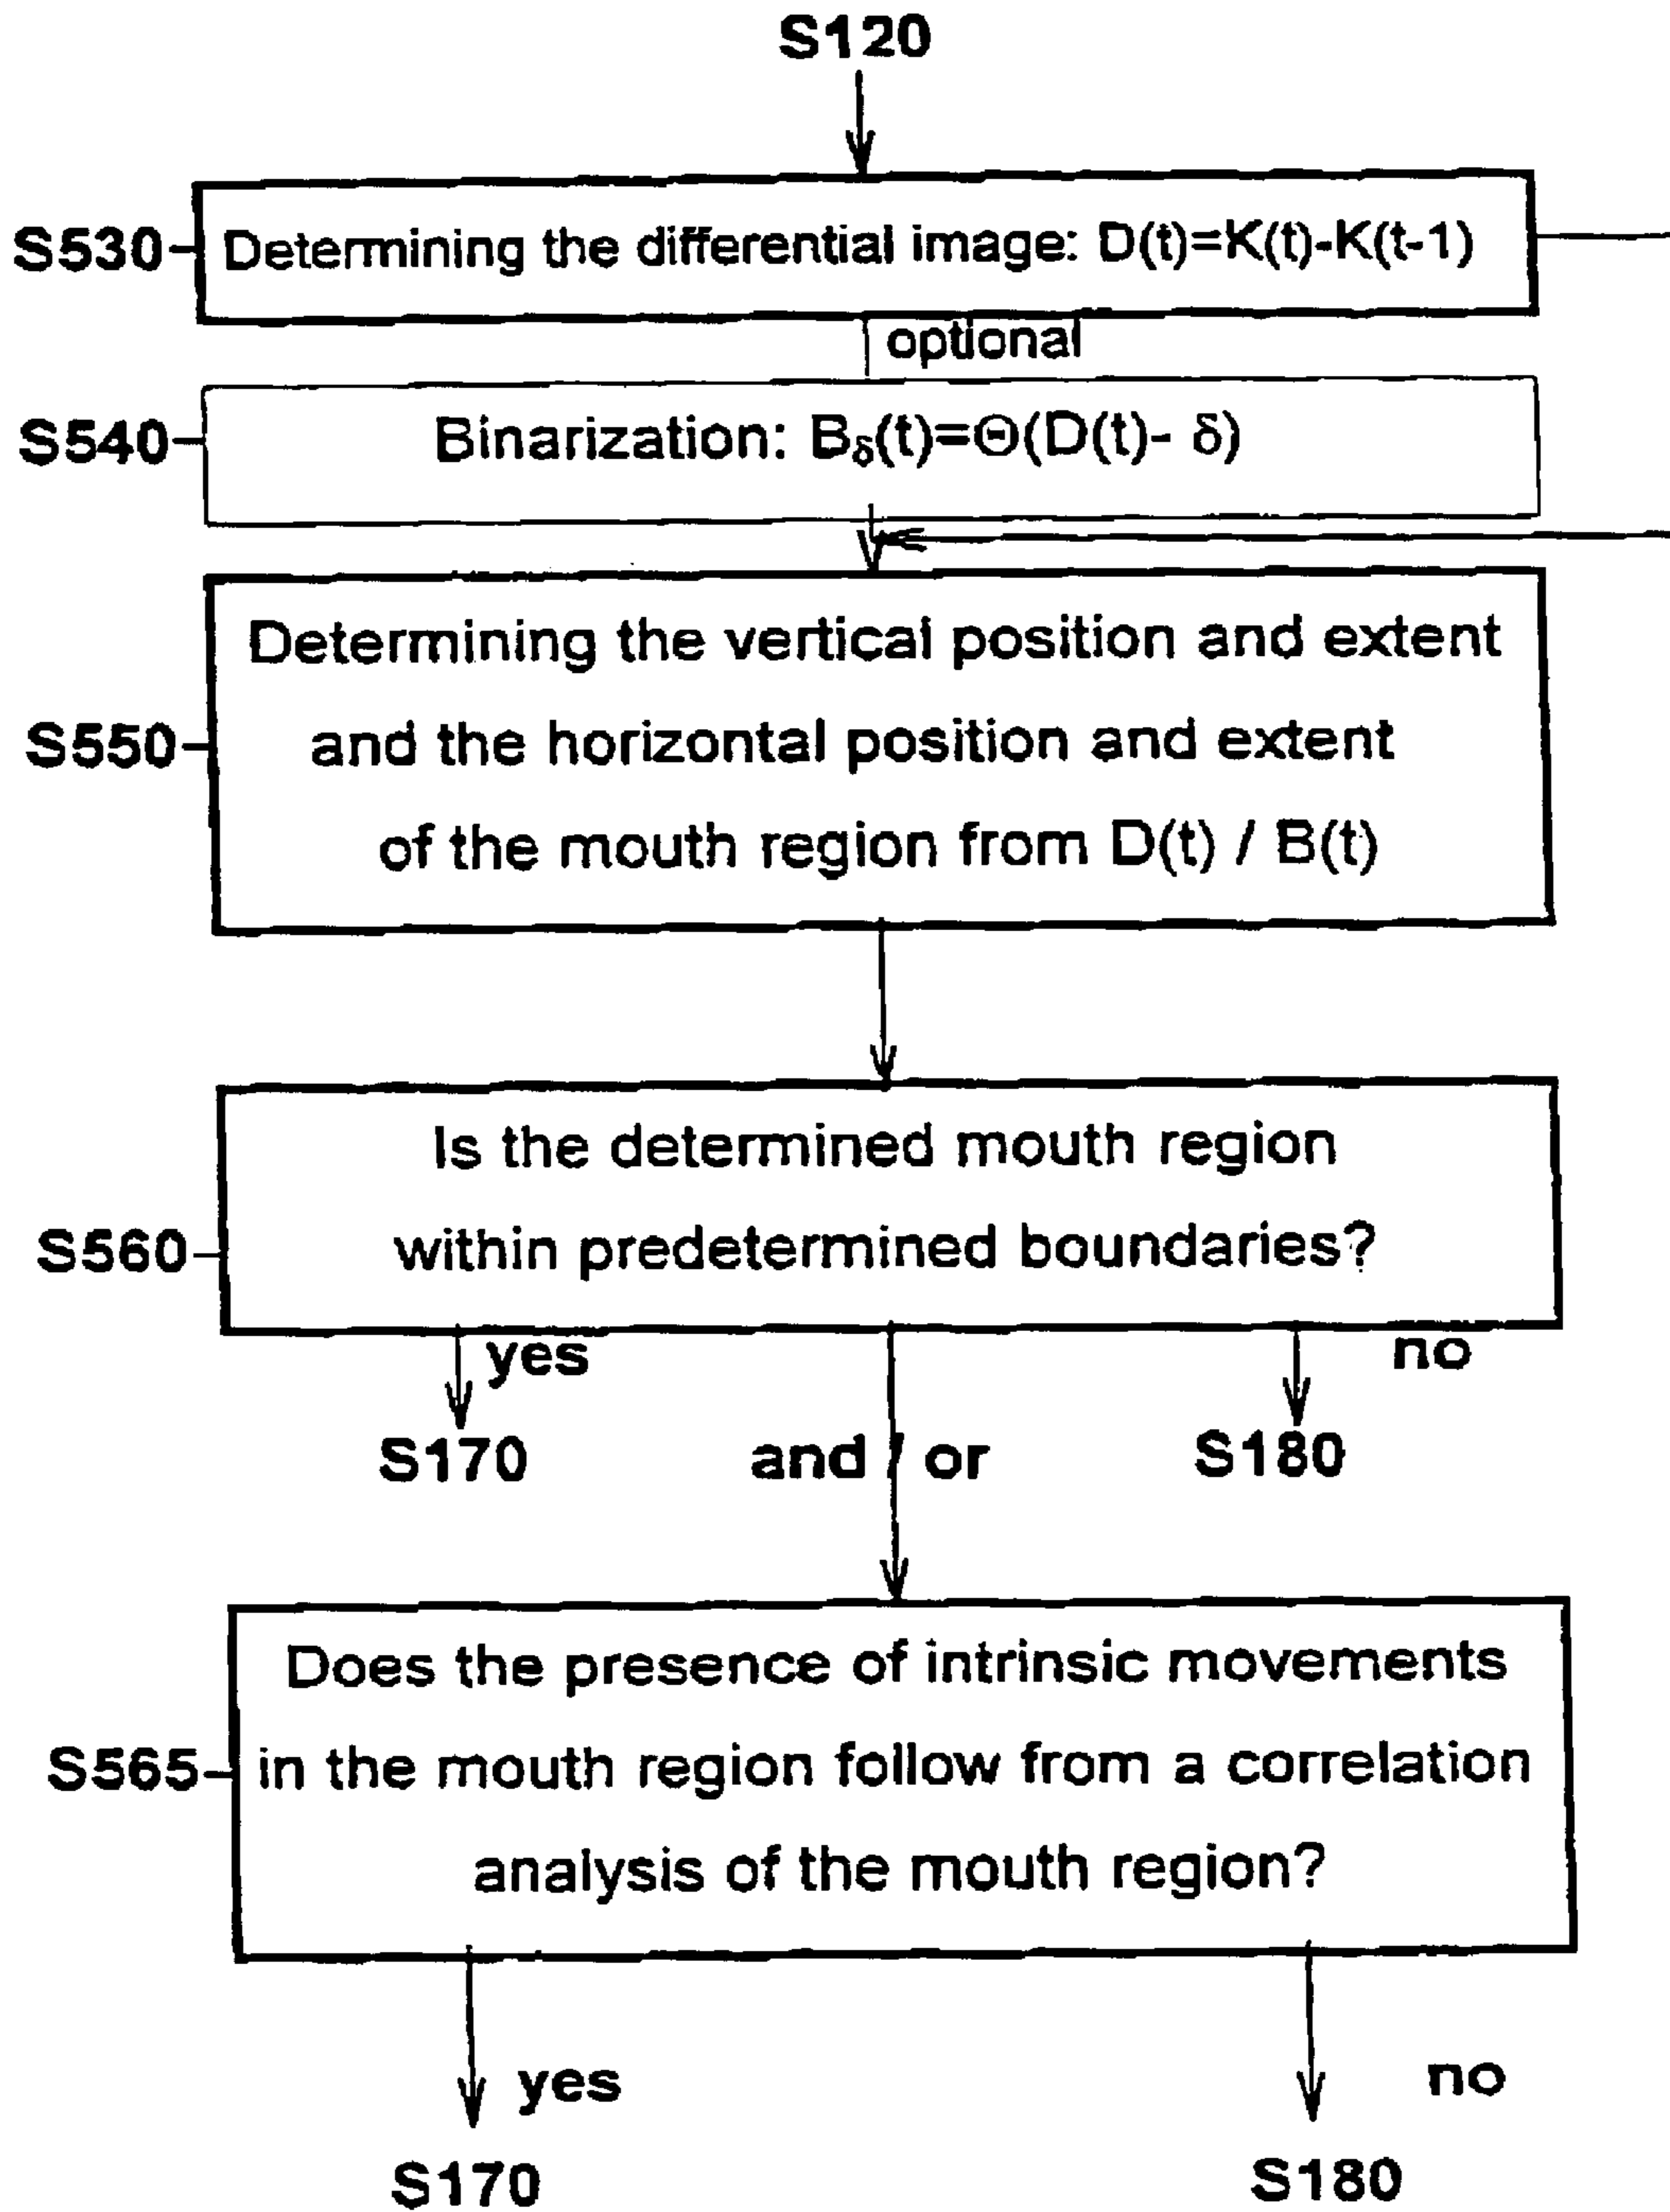 S120
S530 Determining the differential image: D(t)=K(t)-K(t-1)
optional
S540 Binarization: Bδ(t)=Θ(D(t)- δ)
Determining the vertical position and extent
S550 and the horizontal position and extent
of the mouth region from D(t) / B(t)
Is the determined mouth region
S560 within predetermined boundaries?
yes no
S170 and / or S180
Does the presence of intrinsic movements
S565 in the mouth region follow from a correlation
analysis of the mouth region?
yes no
S170 S180